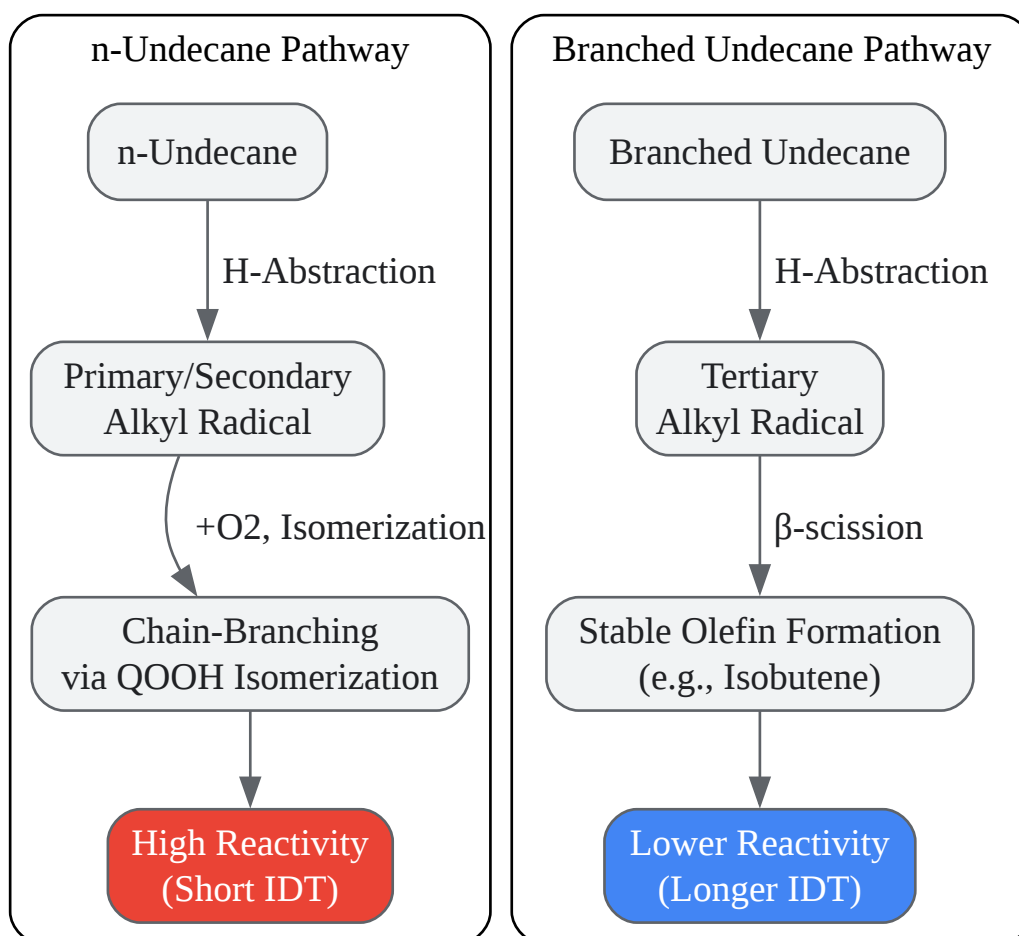 n-Undecane Pathway
n-Undecane
H-Abstraction
Primary/Secondary
Alkyl Radical
+O2, Isomerization
Chain-Branching
via QOOH Isomerization
High Reactivity
(Short IDT)
Branched Undecane Pathway
Branched Undecane
H-Abstraction
Tertiary
Alkyl Radical
β-scission
Stable Olefin Formation
(e.g., Isobutene)
Lower Reactivity
(Longer IDT)